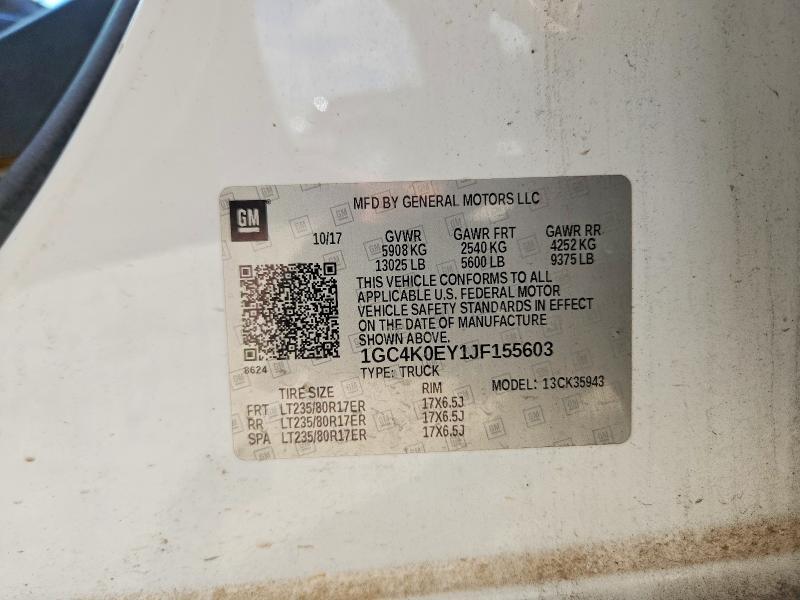 GM
MFD BY GENERAL MOTORS LLC
10/17 GVWR GAWR FRT GAWR RR
5908 KG 2540 KG 4252 KG
13025 LB 5600 LB 9375 LB
THIS VEHICLE CONFORMS TO ALL
APPLICABLE U.S. FEDERAL MOTOR
VEHICLE SAFETY STANDARDS IN EFFECT
ON THE DATE OF MANUFACTURE
SHOWN ABOVE.
1GC4K0EY1JF155603
8624
TYPE: TRUCK MODEL: 13CK35943
TIRE SIZE RIM
FRT LT235/80R17ER 17X6.5J
RR LT235/80R17ER 17X6.5J
SPA LT235/80R17ER 17X6.5J